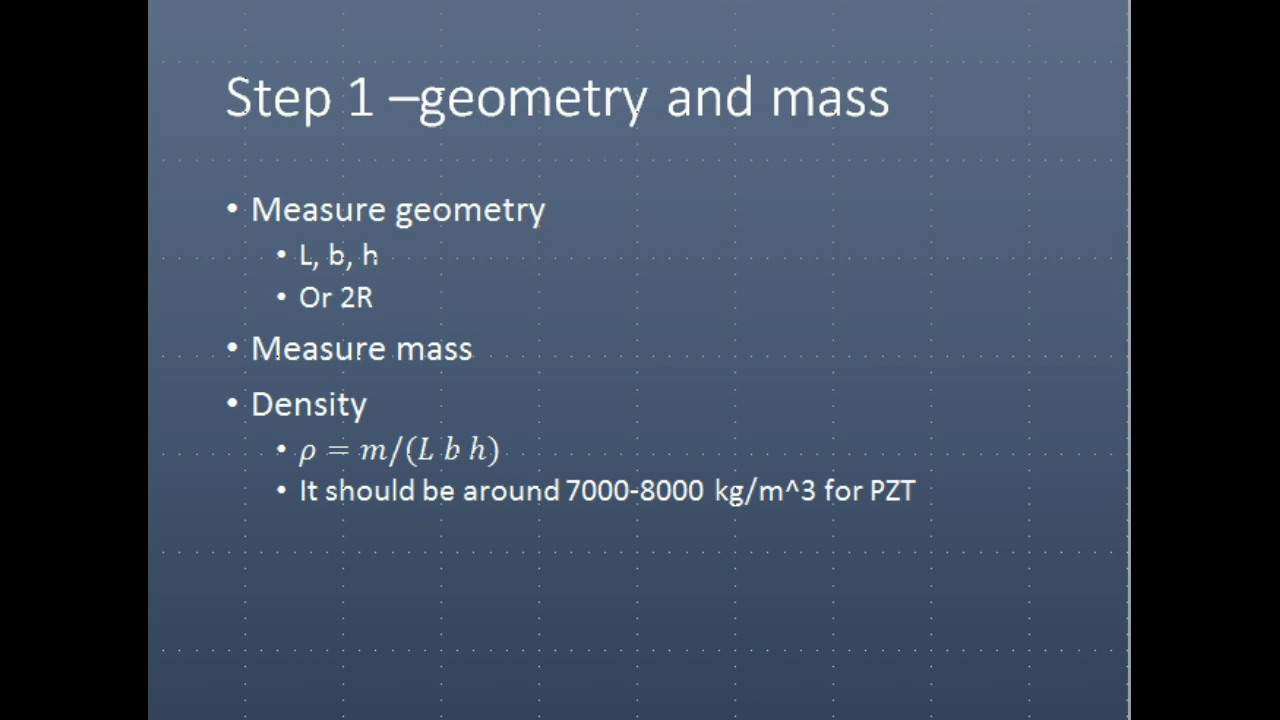 Step 1 –geometry and mass
• Measure geometry
• L, b, h
• Or 2R
• Measure mass
• Density
• ρ = m/(L b h)
• It should be around 7000-8000 kg/m^3 for PZT